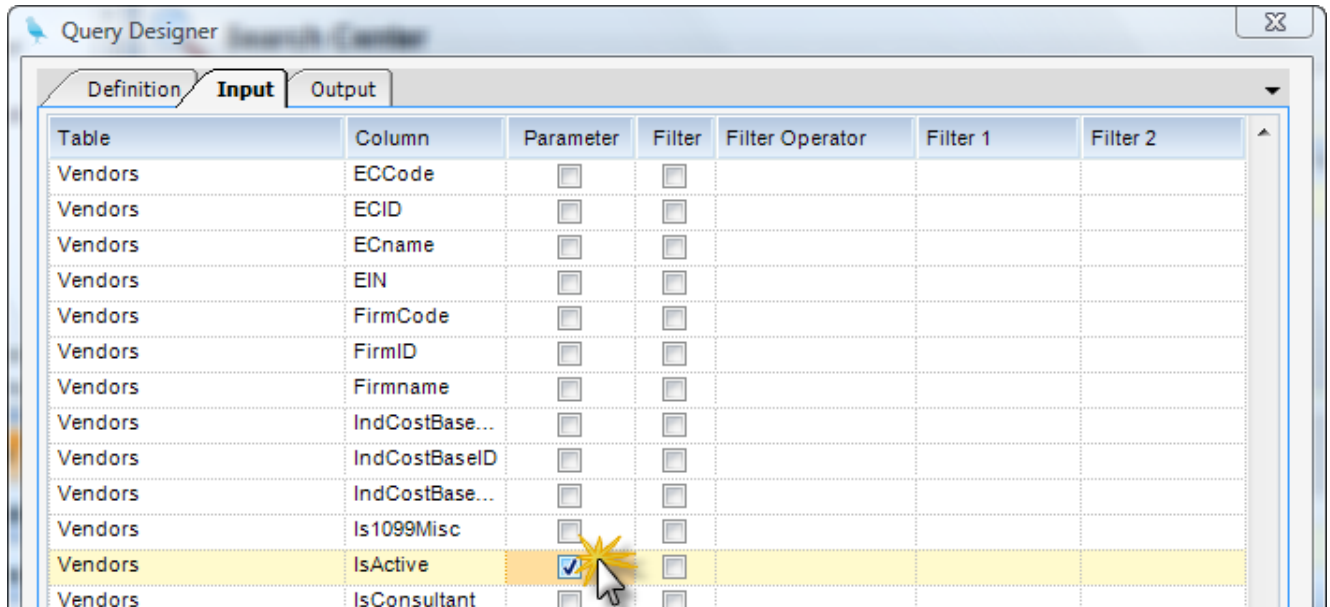 Query Designer
Search Center
Definition Input Output
Table Column Parameter Filter Filter Operator Filter 1 Filter 2
Vendors ECCode
Vendors ECID
Vendors ECname
Vendors EIN
Vendors FirmCode
Vendors FirmID
Vendors Firmname
Vendors IndCostBase...
Vendors IndCostBaseID
Vendors IndCostBase...
Vendors Is1099Misc
Vendors IsActive
Vendors IsConsultant